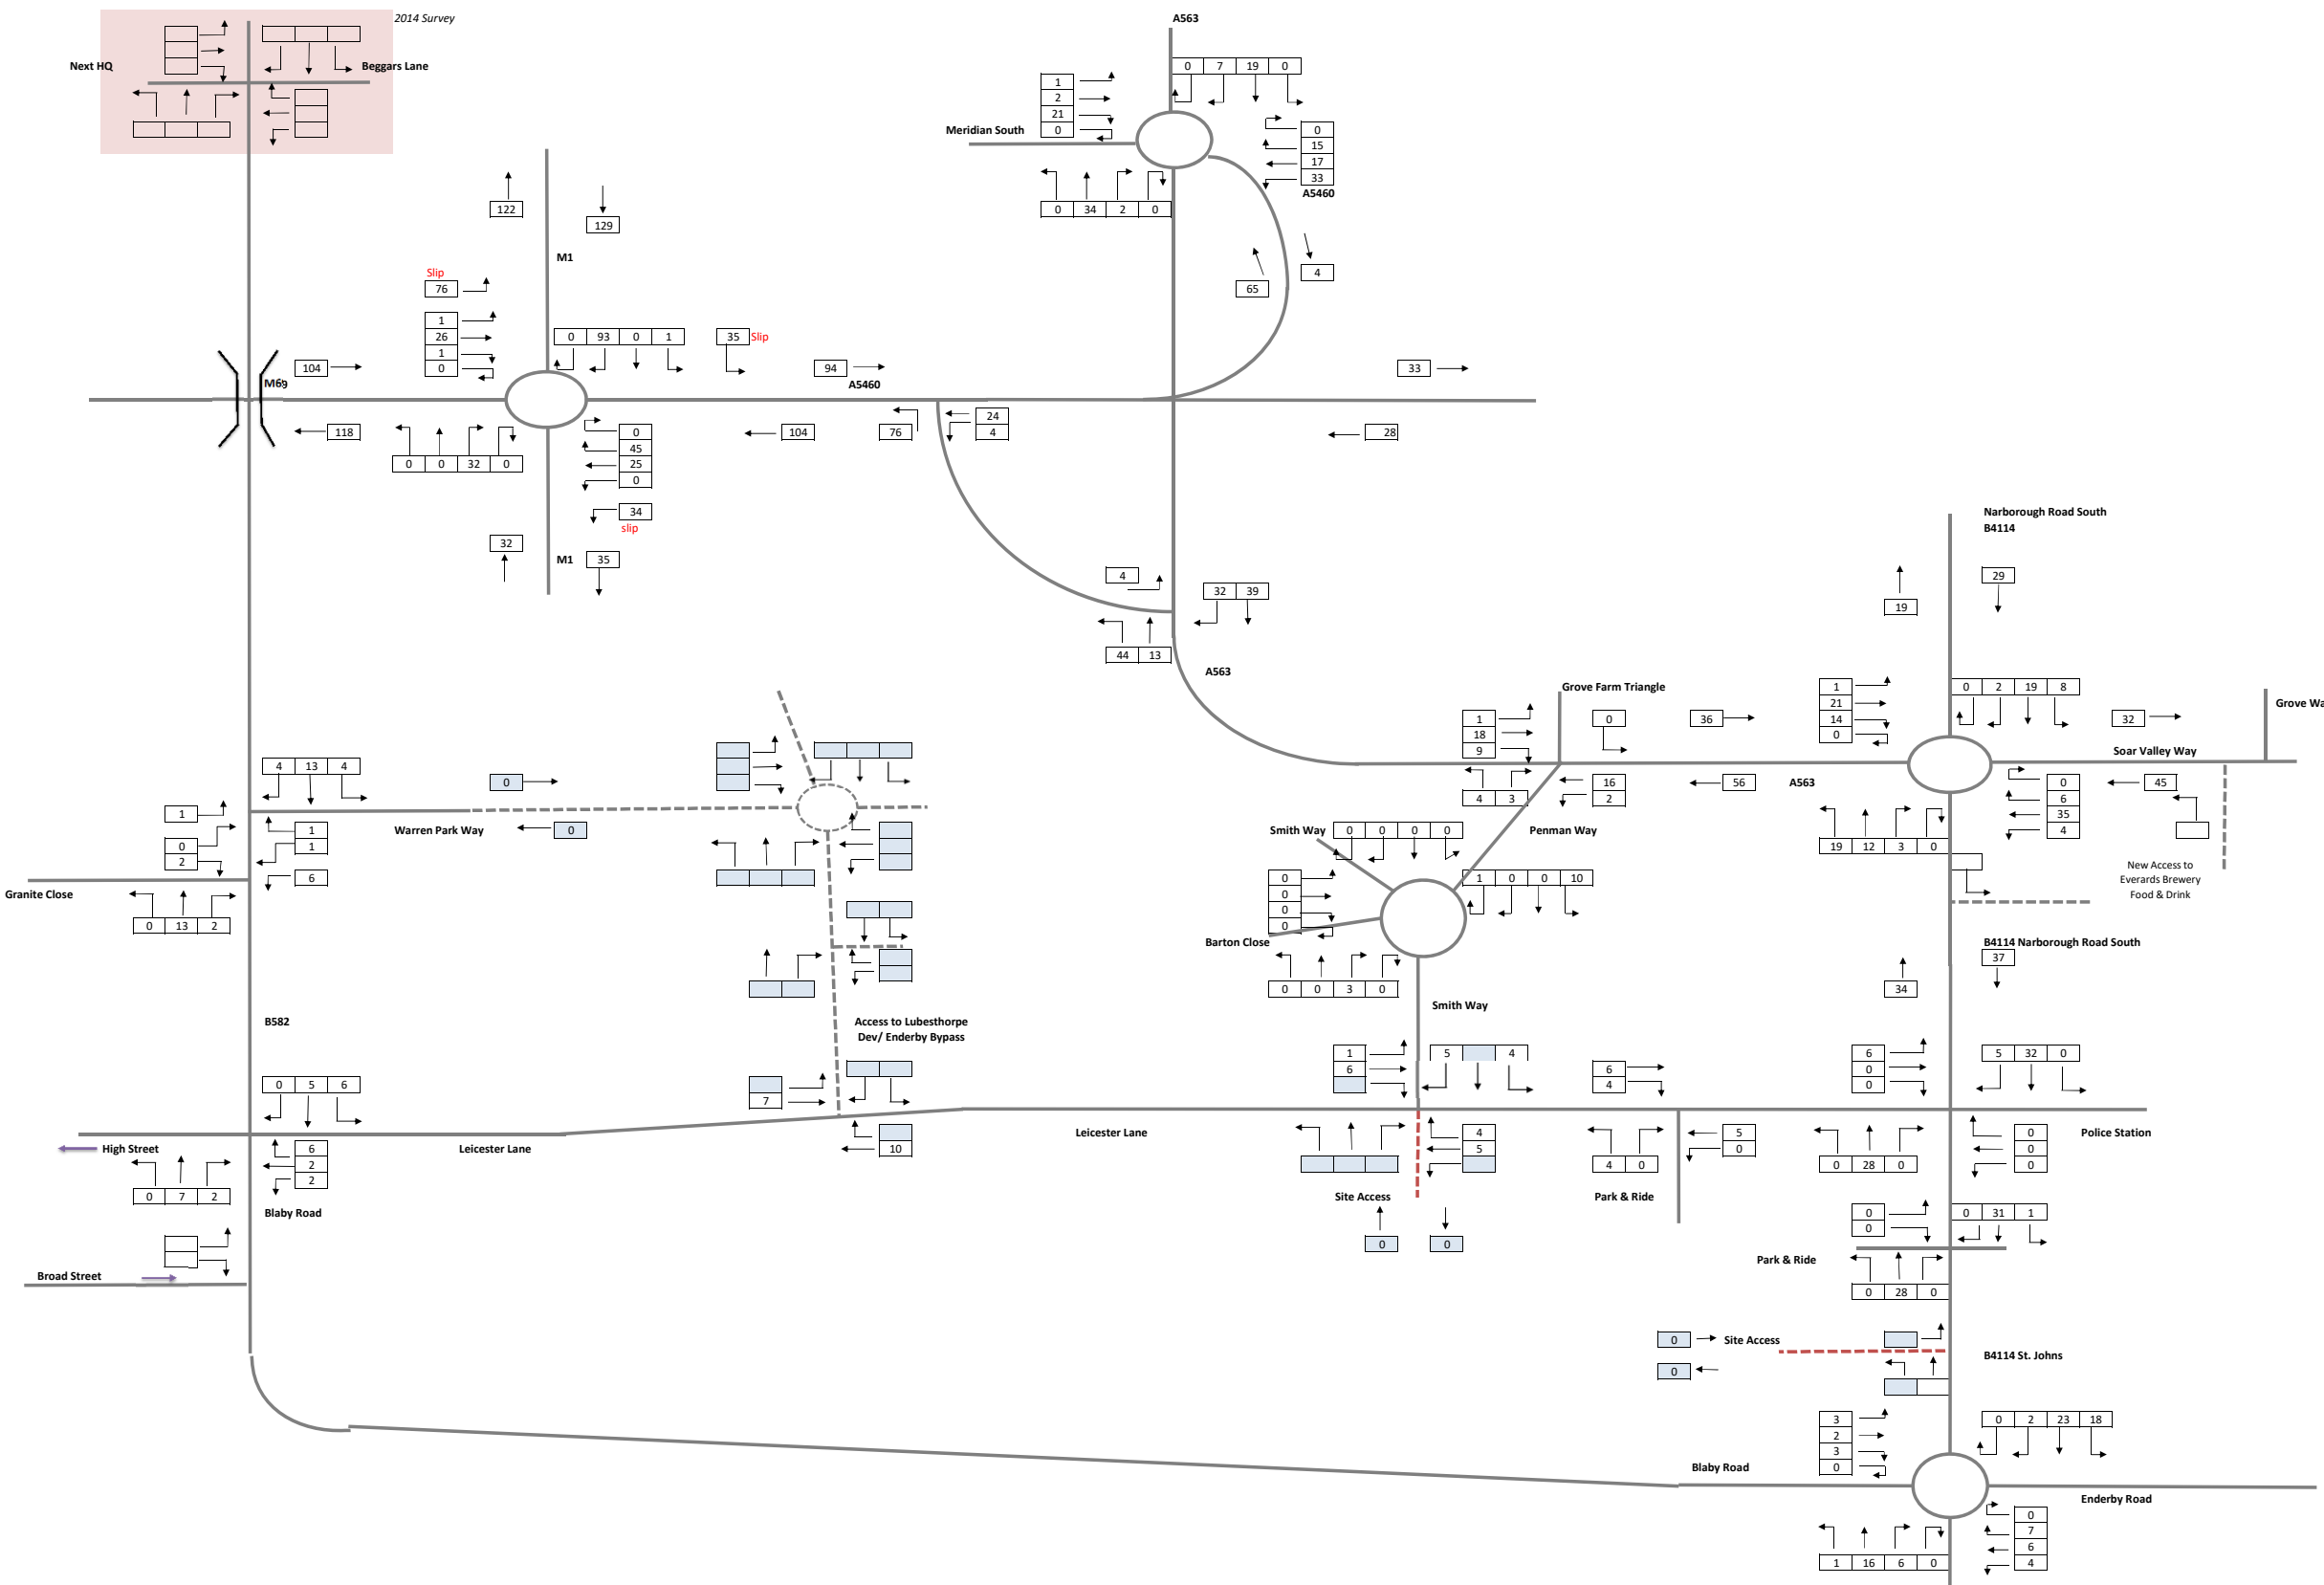 2014 Survey
A563
Next HQ
Beggars Lane
0 7 19 0
1
2
21
0
Meridian South
0
15
17
33
A5460
0 34 2 0
122
129
M1
65
4
Slip
76
1
26
1
0
0 93 0 1
35 Slip
104
M69
94
A5460
33
118
0 0 32 0
0
45
25
0
104
76
24
4
28
34
slip
32
M1
35
Narborough Road South
B4114
4
32 39
29
19
44 13
A563
Grove Farm Triangle
1
18
9
0
36
1
21
14
0
0 2 19 8
32
Grove Wa
Soar Valley Way
4 13 4
0
4 3
16
2
56
A563
0
6
35
4
45
1
0
2
1
1
6
Warren Park Way
0
Smith Way
0 0 0 0
Penman Way
19 12 3 0
New Access to
Everards Brewery
Food & Drink
Granite Close
0 13 2
0
0
0
0
1 0 0 10
Barton Close
B4114 Narborough Road South
37
34
0 0 3 0
Smith Way
B582
Access to Lubesthorpe
Dev/ Enderby Bypass
0 5 6
7
1
6
5 4
6
4
6
0
0
5 32 0
High Street
6
2
2
Leicester Lane
10
Leicester Lane
4
5
5
0
0
0
0
Police Station
0 7 2
4 0
0 28 0
Blaby Road
Site Access
Park & Ride
0
0
0 31 1
0
0
Broad Street
Park & Ride
0 28 0
0
Site Access
B4114 St. Johns
0
3
2
3
0
0 2 23 18
Blaby Road
Enderby Road
0
7
6
4
1 16 6 0